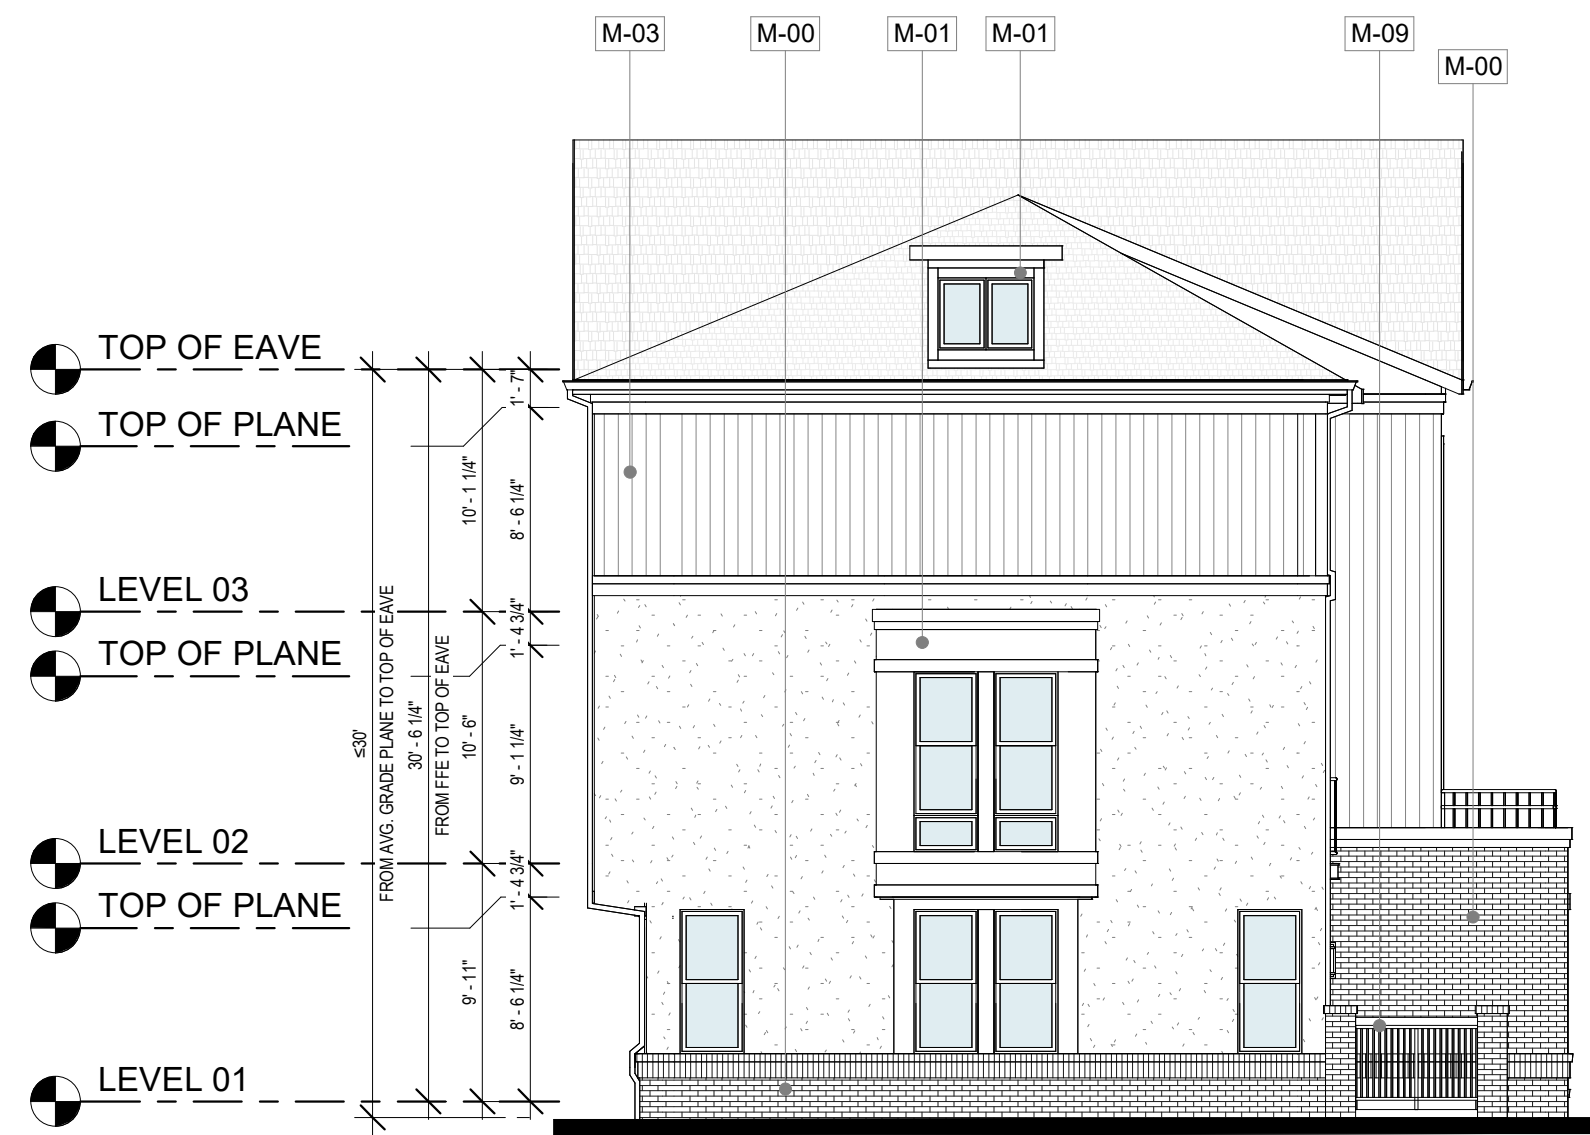 M-03
M-00
M-01
M-01
M-09
M-00
TOP OF EAVE
TOP OF PLANE
LEVEL 03
TOP OF PLANE
LEVEL 02
TOP OF PLANE
LEVEL 01
≤30'
FROM AVG. GRADE PLANE TO TOP OF EAVE
30' - 6 1/4"
FROM FFE TO TOP OF EAVE
10' - 1 1/4"
10' - 6"
9' - 11"
1' - 7"
8' - 6 1/4"
1' - 4 3/4"
9' - 1 1/4"
1' - 4 3/4"
8' - 6 1/4"